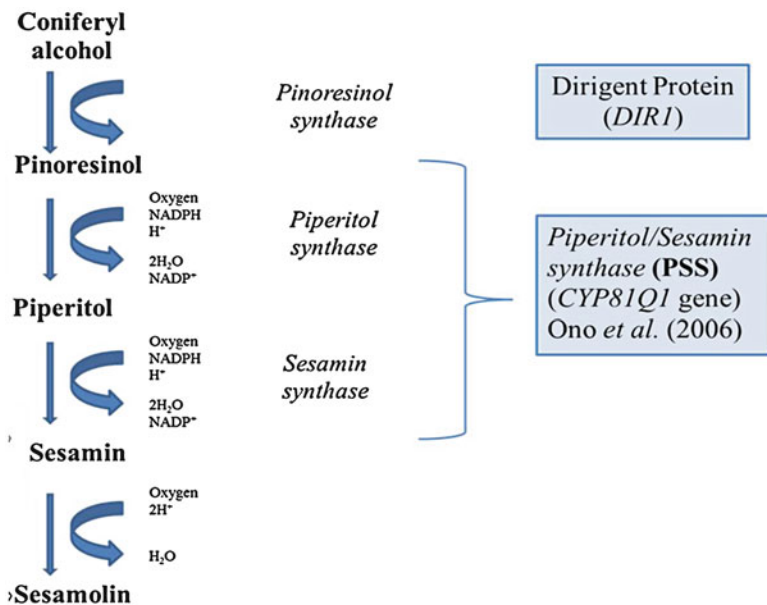 Coniferyl
alcohol
Pinoresinol
synthase
Dirigent Protein
(DIR1)
Pinoresinol
Oxygen
NADPH
H⁺
2H₂O
NADP⁺
Piperitol
synthase
Piperitol/Sesamin
synthase (PSS)
(CYP81Q1 gene)
Ono et al. (2006)
Piperitol
Oxygen
NADPH
H⁺
2H₂O
NADP⁺
Sesamin
synthase
Sesamin
Oxygen
2H⁺
H₂O
Sesamolin